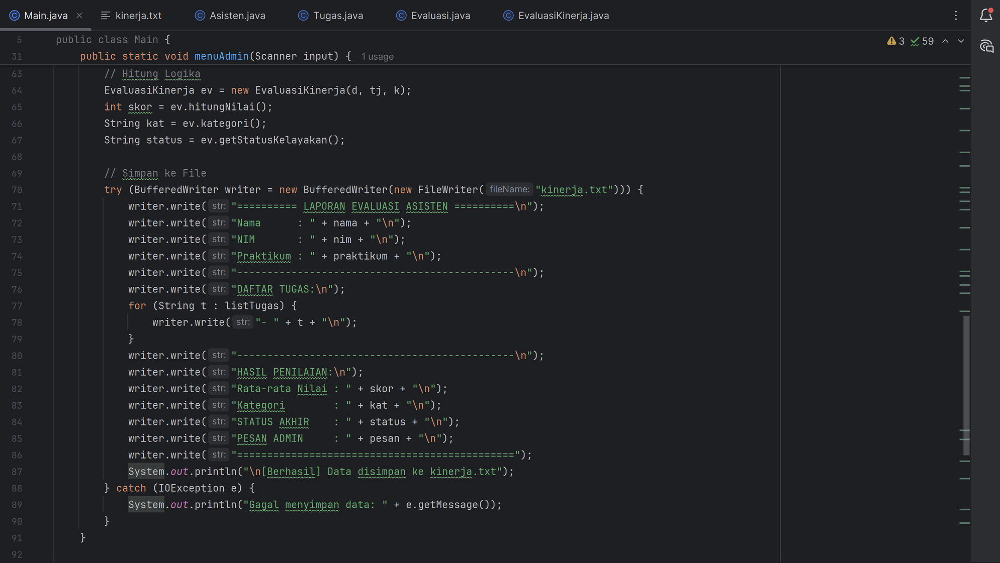 Main.java kinerja.txt Asisten.java Tugas.java Evaluasi.java EvaluasiKinerja.java
5 public class Main { 3 59
31 public static void menuAdmin(Scanner input) { 1 usage
63 // Hitung Logika
64 EvaluasiKinerja ev = new EvaluasiKinerja(d, tj, k);
65 int skor = ev.hitungNilai();
66 String kat = ev.kategori();
67 String status = ev.getStatusKelayakan();
68
69 // Simpan ke File
70 try (BufferedWriter writer = new BufferedWriter(new FileWriter( fileName: "kinerja.txt"))) {
71 writer.write( str: "========== LAPORAN EVALUASI ASISTEN ==========\n");
72 writer.write( str: "Nama      : " + nama + "\n");
73 writer.write( str: "NIM       : " + nim + "\n");
74 writer.write( str: "Praktikum : " + praktikum + "\n");
75 writer.write( str: "----------------------------------------------\n");
76 writer.write( str: "DAFTAR TUGAS:\n");
77 for (String t : listTugas) {
78 writer.write( str: "- " + t + "\n");
79 }
80 writer.write( str: "----------------------------------------------\n");
81 writer.write( str: "HASIL PENILAIAN:\n");
82 writer.write( str: "Rata-rata Nilai : " + skor + "\n");
83 writer.write( str: "Kategori        : " + kat + "\n");
84 writer.write( str: "STATUS AKHIR    : " + status + "\n");
85 writer.write( str: "PESAN ADMIN     : " + pesan + "\n");
86 writer.write( str: "==============================================");
87 System.out.println("\n[Berhasil] Data disimpan ke kinerja.txt");
88 } catch (IOException e) {
89 System.out.println("Gagal menyimpan data: " + e.getMessage());
90 }
91 }
92